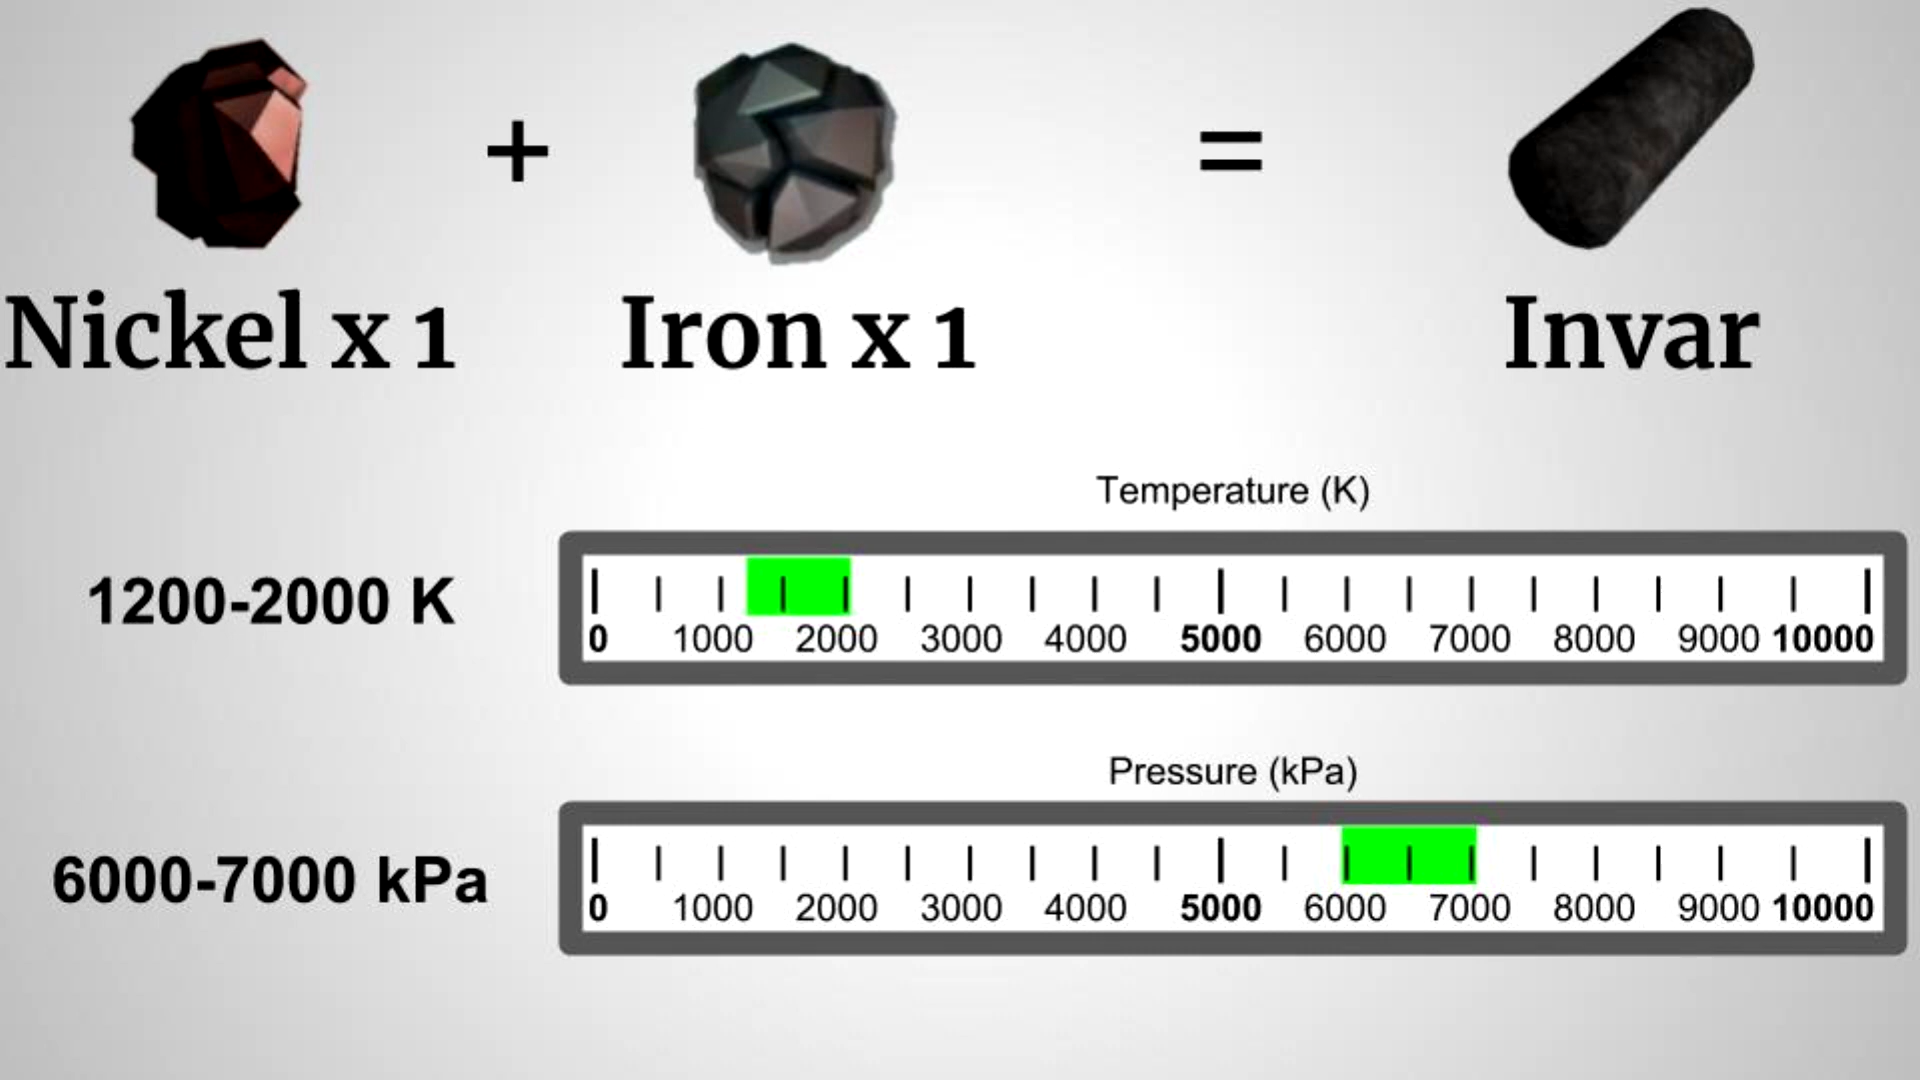 + =
Nickel x 1 Iron x 1 Invar
Temperature (K)
1200-2000 K
0 1000 2000 3000 4000 5000 6000 7000 8000 9000 10000
Pressure (kPa)
6000-7000 kPa
0 1000 2000 3000 4000 5000 6000 7000 8000 9000 10000